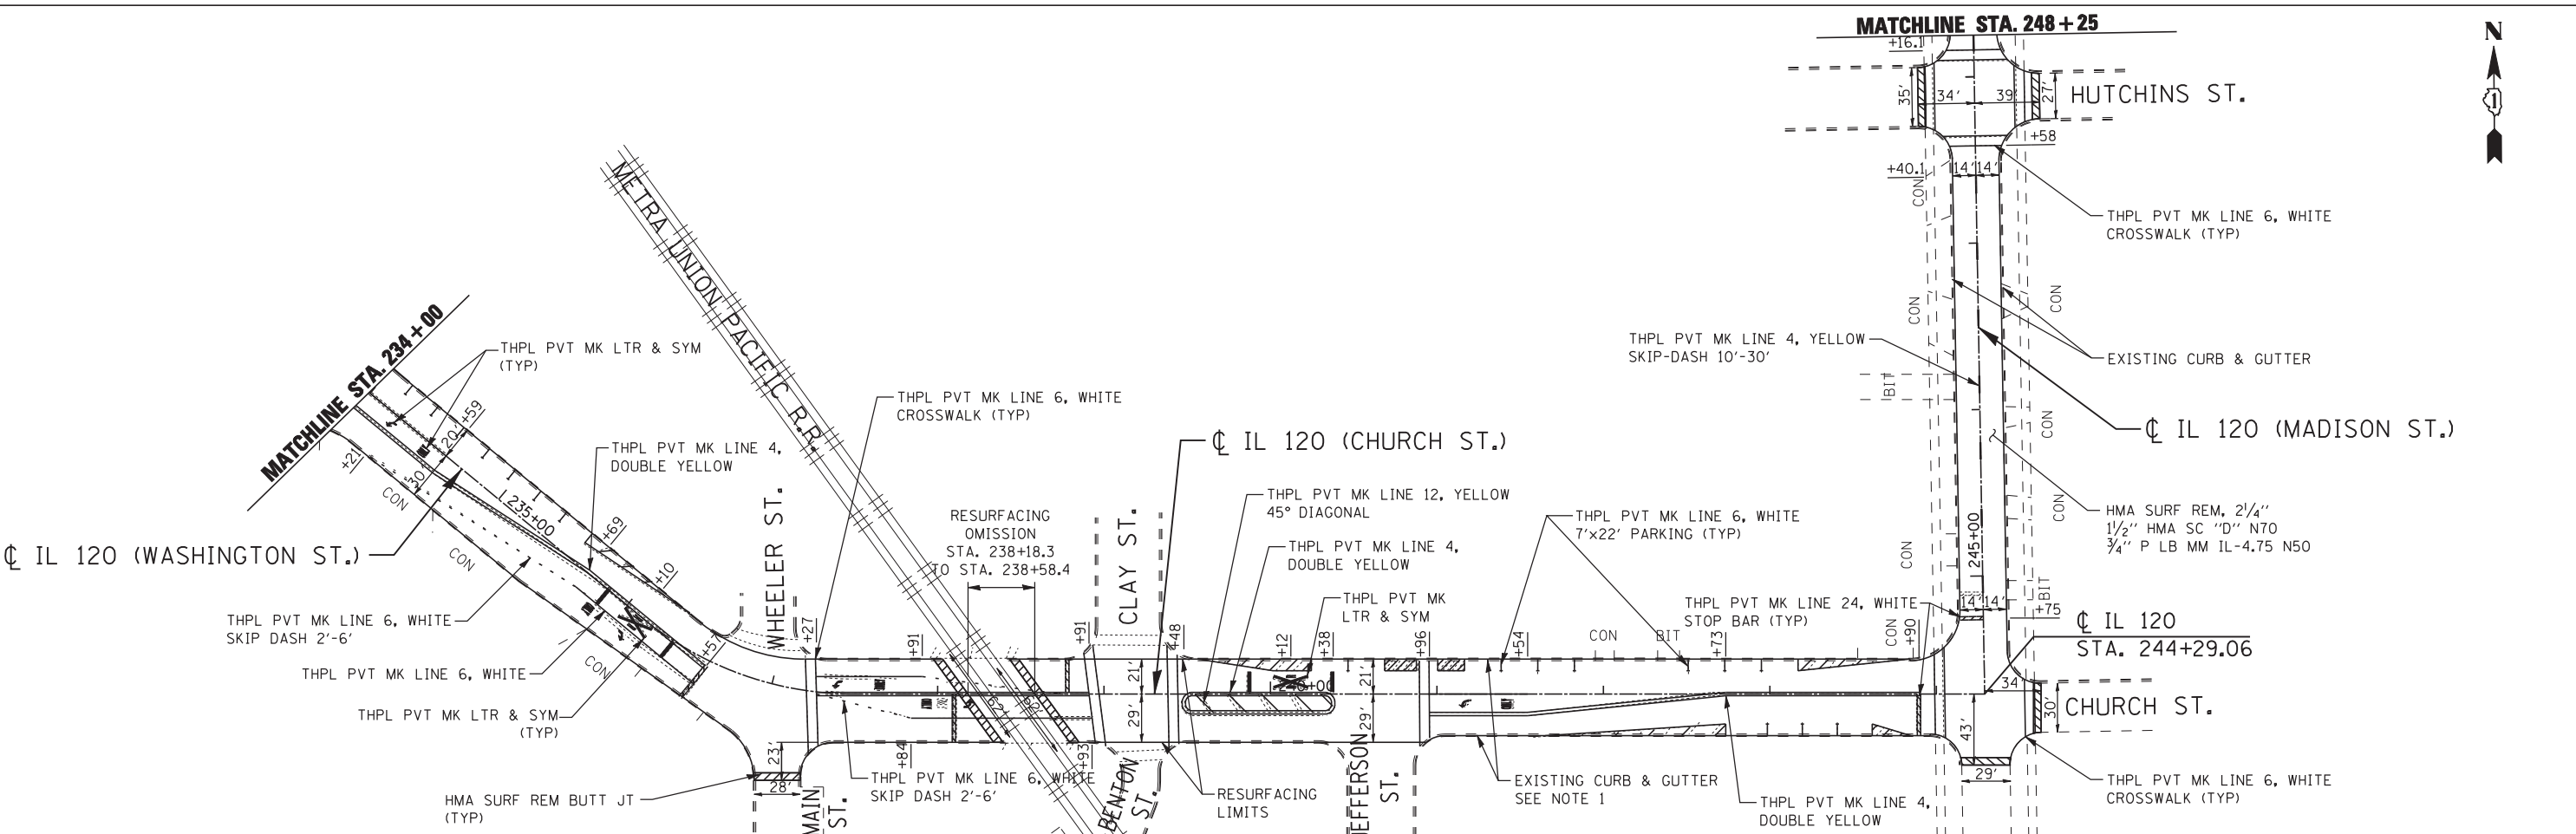 MATCHLINE STA. 248+25
N
1
+16.1
35'
34'
39'
27'
HUTCHINS ST.
+58
+40.1
14'
14'
CON
THPL PVT MK LINE 6, WHITE
CROSSWALK (TYP)
METRA UNION PACIFIC R.R.
MATCHLINE STA. 234+00
THPL PVT MK LTR & SYM
(TYP)
THPL PVT MK LINE 4, YELLOW
SKIP-DASH 10'-30'
CON
CON
EXISTING CURB & GUTTER
BIT
+59
20'
30'
+21
CON
THPL PVT MK LINE 6, WHITE
CROSSWALK (TYP)
THPL PVT MK LINE 4,
DOUBLE YELLOW
℄ IL 120 (CHURCH ST.)
℄ IL 120 (MADISON ST.)
CON
235+00
+69
℄ IL 120 (WASHINGTON ST.)
CON
+10
WHEELER ST.
RESURFACING
OMISSION
STA. 238+18.3
TO STA. 238+58.4
CLAY ST.
THPL PVT MK LINE 12, YELLOW
45° DIAGONAL
THPL PVT MK LINE 4,
DOUBLE YELLOW
THPL PVT MK LINE 6, WHITE
7'x22' PARKING (TYP)
CON
HMA SURF REM, 2 1/4"
1 1/2" HMA SC "D" N70
3/4" P LB MM IL-4.75 N50
245+00
CON
BIT
THPL PVT MK
LTR & SYM
THPL PVT MK LINE 24, WHITE
STOP BAR (TYP)
14'
14'
+75
THPL PVT MK LINE 6, WHITE
SKIP DASH 2'-6'
℄ IL 120
STA. 244+29.06
+27
+91
+91
+48
+12
+38
+96
+54
CON
BIT
+73
CON
+90
+57
CON
THPL PVT MK LINE 6, WHITE
21'
21'
240+00
34'
THPL PVT MK LTR & SYM
(TYP)
62'
29'
29'
43'
30'
CHURCH ST.
23'
+84
+93
28'
THPL PVT MK LINE 6, WHITE
SKIP DASH 2'-6'
EXISTING CURB & GUTTER
SEE NOTE 1
29'
THPL PVT MK LINE 6, WHITE
CROSSWALK (TYP)
HMA SURF REM BUTT JT
(TYP)
MAIN
ST.
BENTON
ST.
RESURFACING
LIMITS
JEFFERSON
ST.
THPL PVT MK LINE 4,
DOUBLE YELLOW